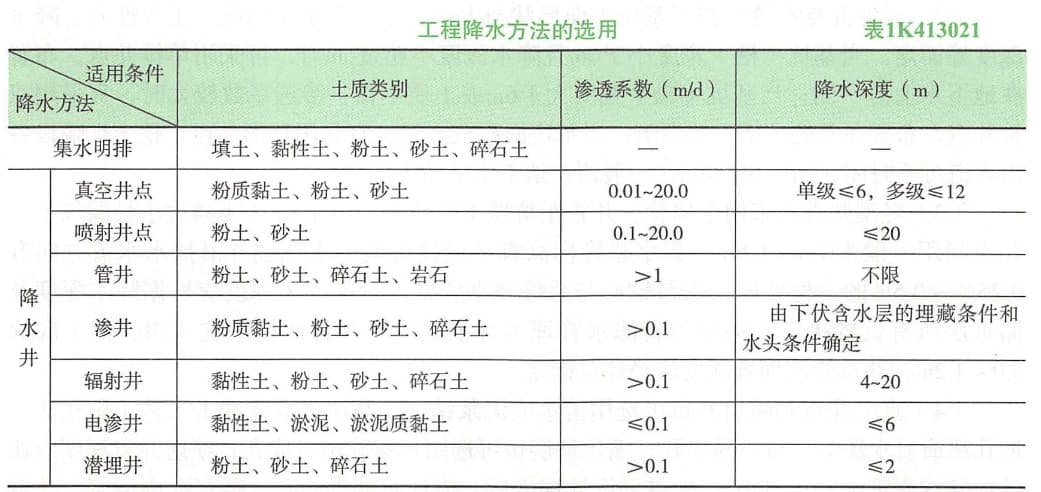 工程降水方法的选用 表1K413021
适用条件
降水方法 土质类别 渗透系数（m/d） 降水深度（m）
集水明排 填土、黏性土、粉土、砂土、碎石土 — —
降水井
真空井点 粉质黏土、粉土、砂土 0.01~20.0 单级≤6，多级≤12
喷射井点 粉土、砂土 0.1~20.0 ≤20
管井 粉土、砂土、碎石土、岩石 >1 不限
渗井 粉质黏土、粉土、砂土、碎石土 >0.1 由下伏含水层的埋藏条件和
水头条件确定
辐射井 黏性土、粉土、砂土、碎石土 >0.1 4~20
电渗井 黏性土、淤泥、淤泥质黏土 ≤0.1 ≤6
潜埋井 粉土、砂土、碎石土 >0.1 ≤2